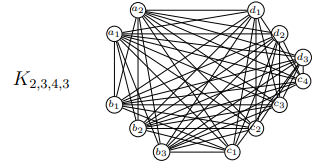 a₂ d₁
a₁ d₂
d₃
K₂,₃,₄,₃ c₄
b₁ c₃
b₂ c₂
b₃ c₁